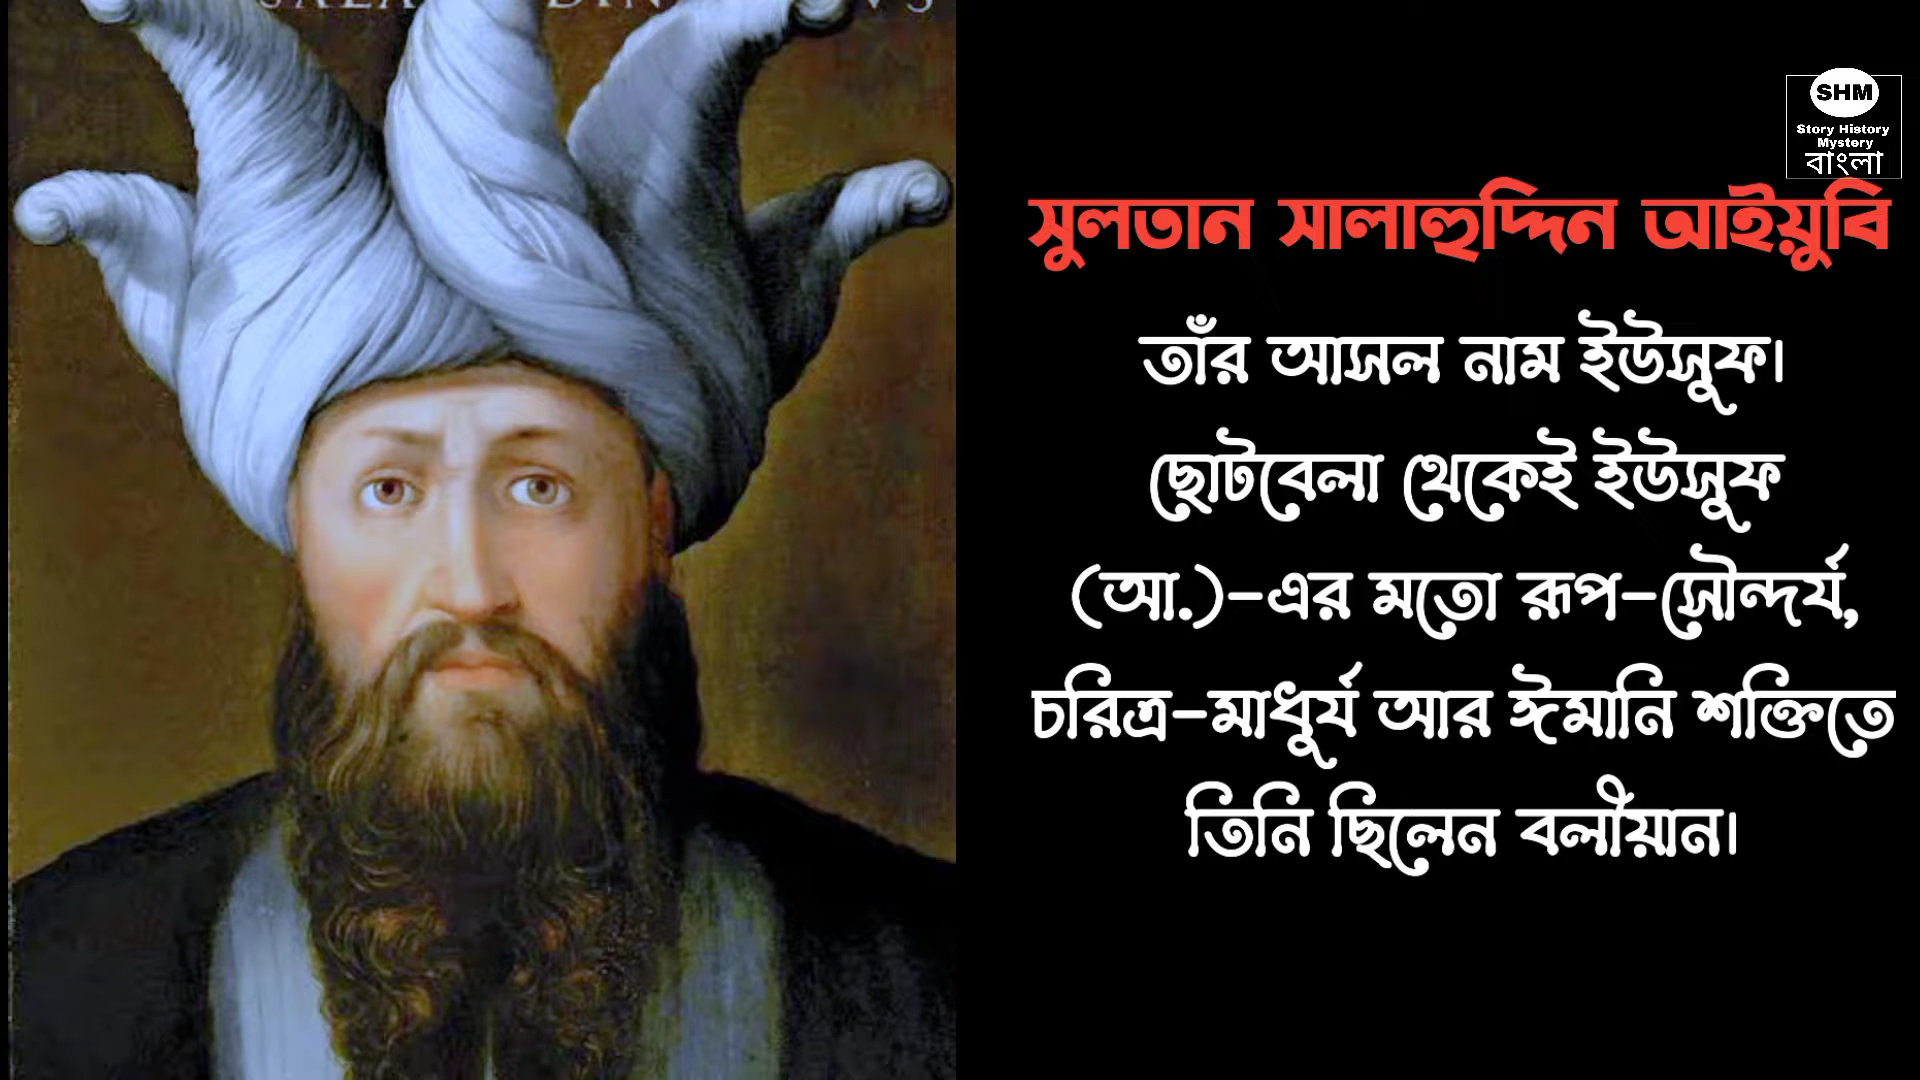 SHM
Story History
Mystery
বাংলা
সুলতান সালাহুদ্দিন আইয়ুবি
তাঁর আসল নাম ইউসুফ।
ছোটবেলা থেকেই ইউসুফ
(আ.)-এর মতো রূপ-সৌন্দর্য,
চরিত্র-মাধুর্য আর ঈমানি শক্তিতে
তিনি ছিলেন বলীয়ান।